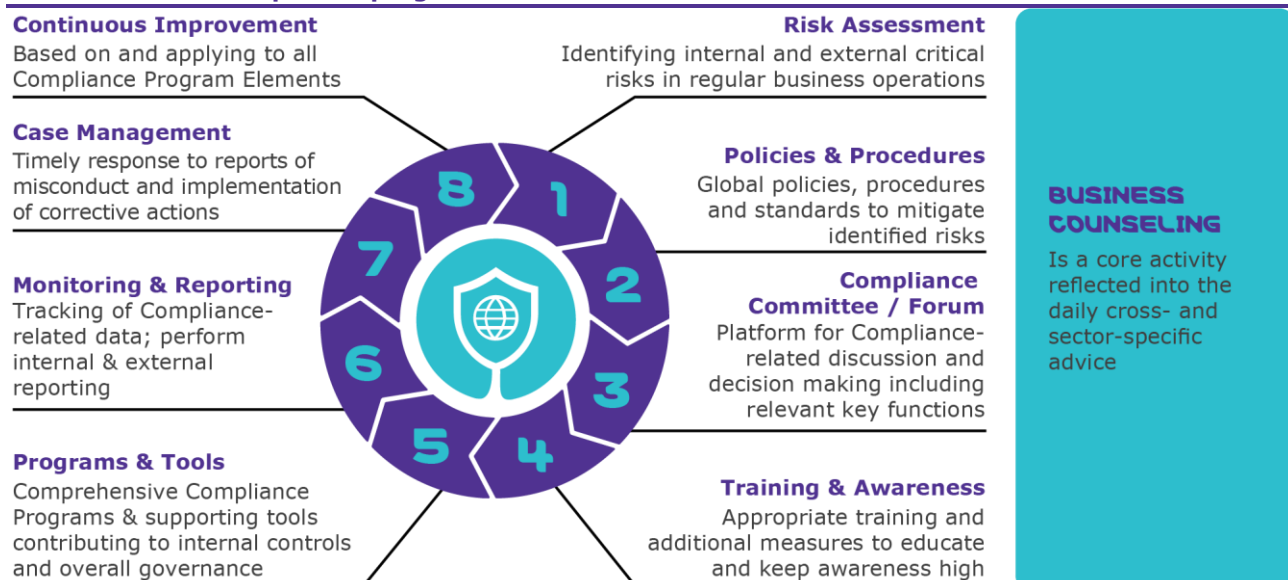 Continuous Improvement
Based on and applying to all
Compliance Program Elements
Case Management
Timely response to reports of
misconduct and implementation
of corrective actions
Monitoring & Reporting
Tracking of Compliance-
related data; perform
internal & external
reporting
Programs & Tools
Comprehensive Compliance
Programs & supporting tools
contributing to internal controls
and overall governance
8
1
7
2
6
3
5
4
Risk Assessment
Identifying internal and external critical
risks in regular business operations
Policies & Procedures
Global policies, procedures
and standards to mitigate
identified risks
Compliance
Committee / Forum
Platform for Compliance-
related discussion and
decision making including
relevant key functions
Training & Awareness
Appropriate training and
additional measures to educate
and keep awareness high
BUSINESS
COUNSELING
Is a core activity
reflected into the
daily cross- and
sector-specific
advice